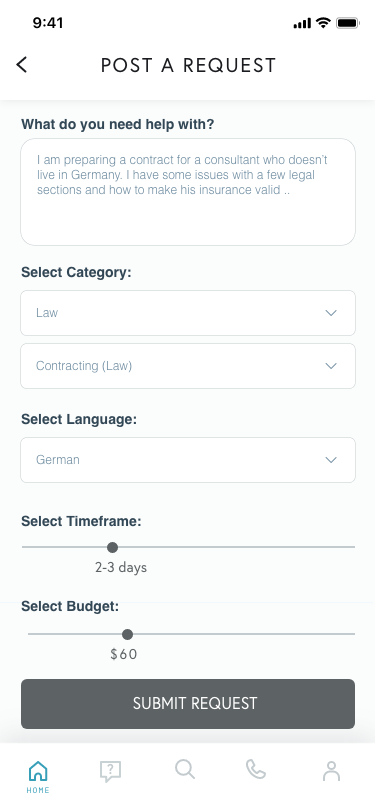 9:41
POST A REQUEST
What do you need help with?
I am preparing a contract for a consultant who doesn't
live in Germany. I have some issues with a few legal
sections and how to make his insurance valid ..
Select Category:
Law
Contracting (Law)
Select Language:
German
Select Timeframe:
2-3 days
Select Budget:
$60
SUBMIT REQUEST
?
HOME